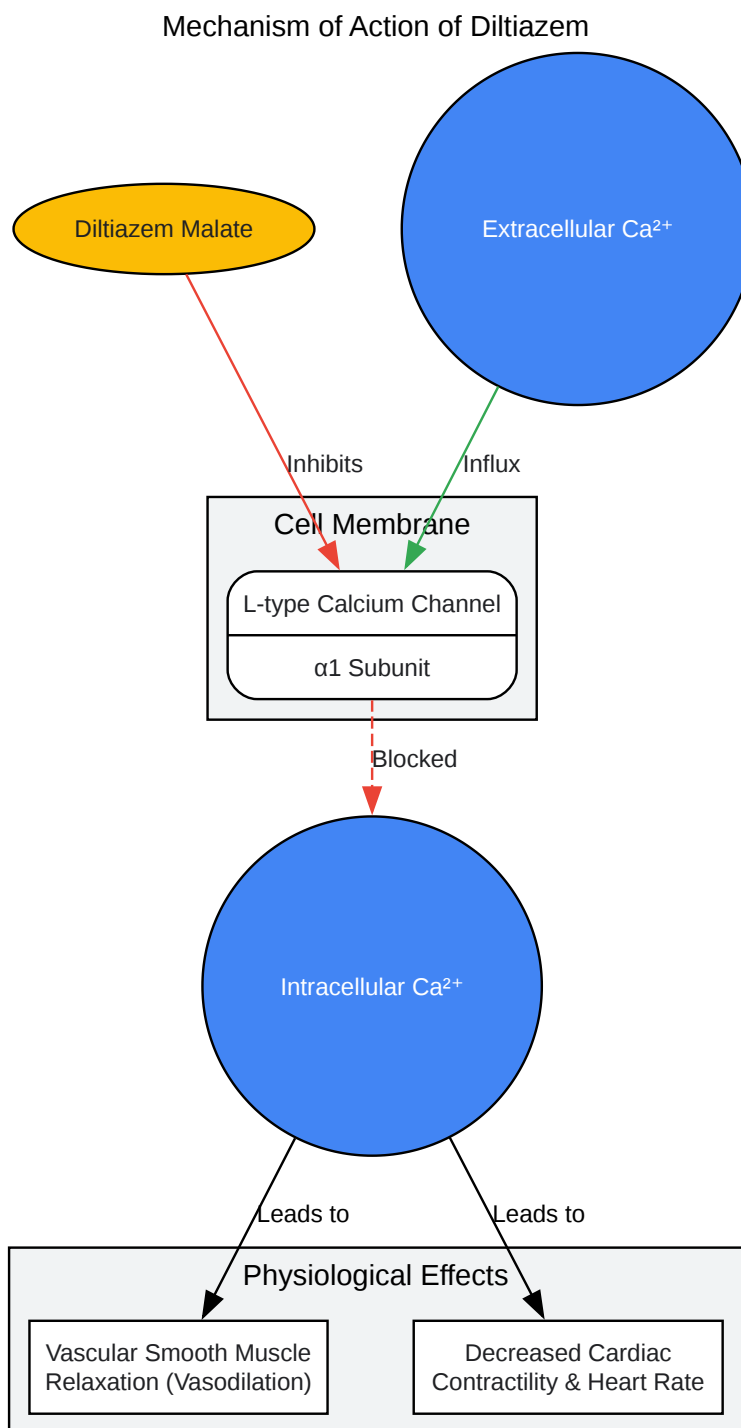 Mechanism of Action of Diltiazem
Diltiazem Malate
Extracellular Ca²⁺
Inhibits
Influx
Cell Membrane
L-type Calcium Channel
α1 Subunit
Blocked
Intracellular Ca²⁺
Leads to
Leads to
Physiological Effects
Vascular Smooth Muscle
Relaxation (Vasodilation)
Decreased Cardiac
Contractility & Heart Rate